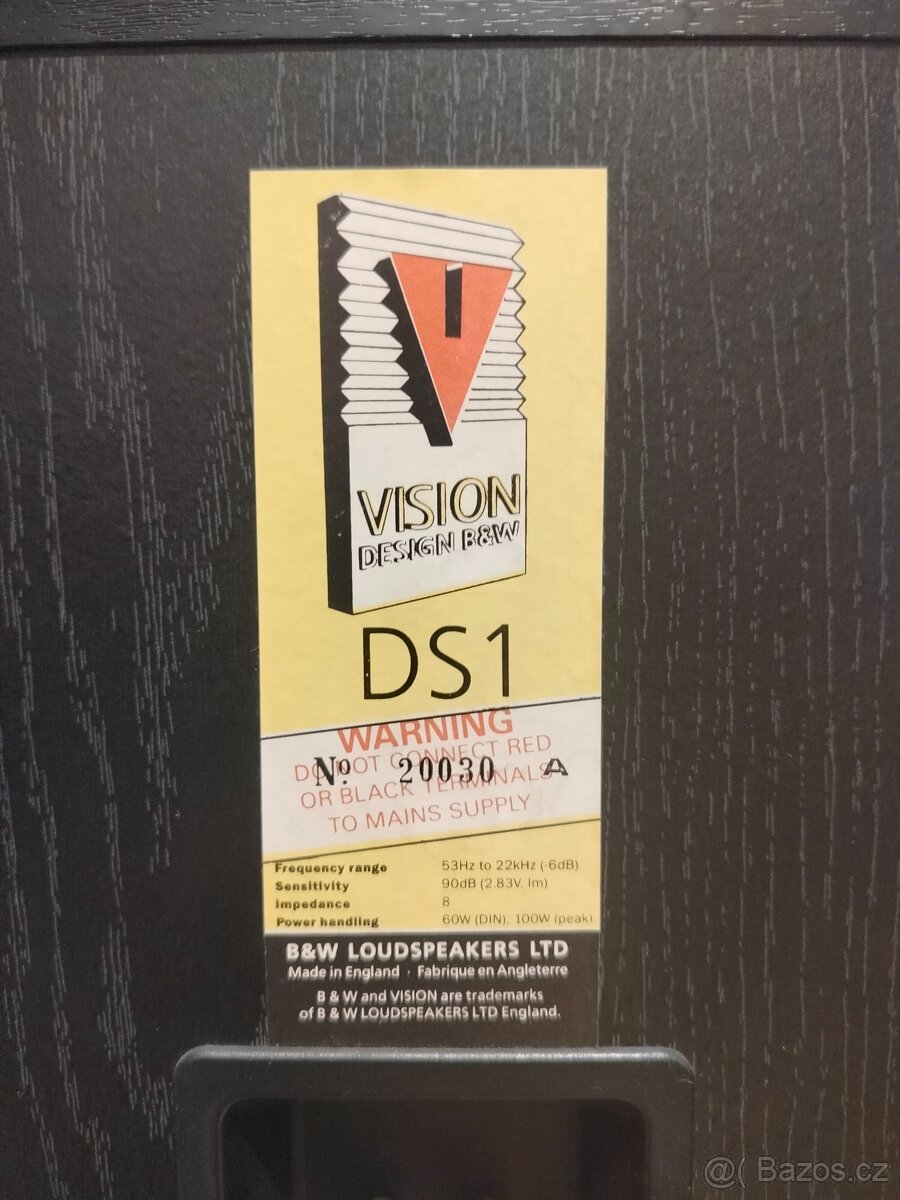 VISION
DESIGN B&W
DS1
WARNING
DO NOT CONNECT RED
Nº 20030 A
OR BLACK TERMINALS
TO MAINS SUPPLY
Frequency range 53Hz to 22kHz (-6dB)
Sensitivity 90dB (2.83V, lm)
Impedance 8
Power handling 60W (DIN), 100W (peak)
B&W LOUDSPEAKERS LTD
Made in England · Fabrique en Angleterre
B & W and VISION are trademarks
of B & W LOUDSPEAKERS LTD England.
@( Bazos.cz